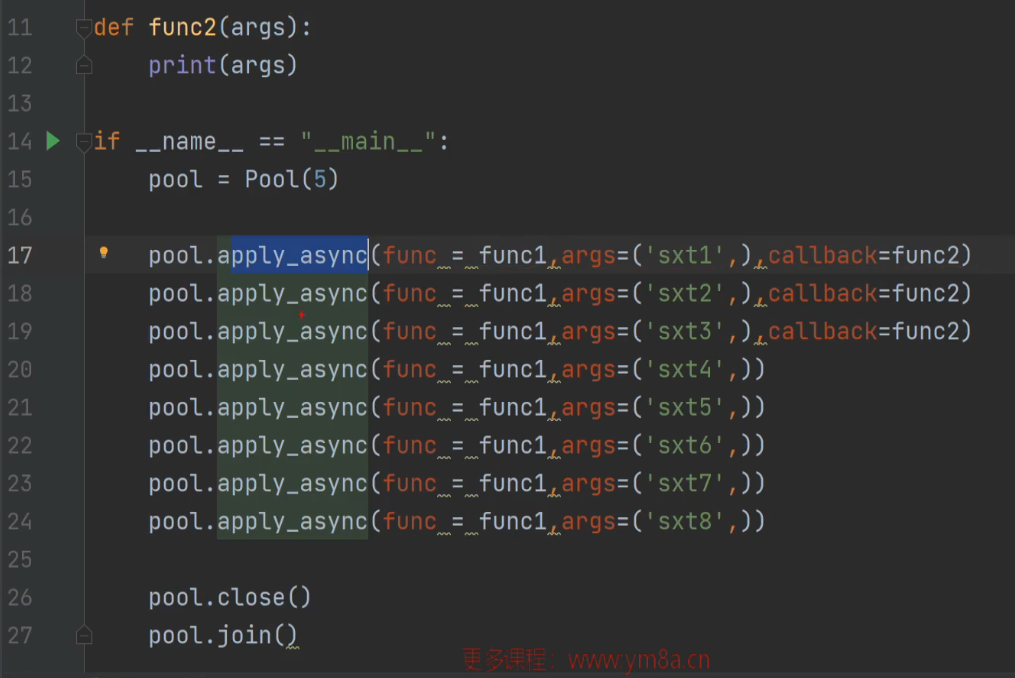 11 def func2(args):
12     print(args)
13
14 if __name__ == "__main__":
15     pool = Pool(5)
16
17     pool.apply_async(func = func1,args=('sxt1',),callback=func2)
18     pool.apply_async(func = func1,args=('sxt2',),callback=func2)
19     pool.apply_async(func = func1,args=('sxt3',),callback=func2)
20     pool.apply_async(func = func1,args=('sxt4',))
21     pool.apply_async(func = func1,args=('sxt5',))
22     pool.apply_async(func = func1,args=('sxt6',))
23     pool.apply_async(func = func1,args=('sxt7',))
24     pool.apply_async(func = func1,args=('sxt8',))
25
26     pool.close()
27     pool.join()
更多课程：www.ym8a.cn